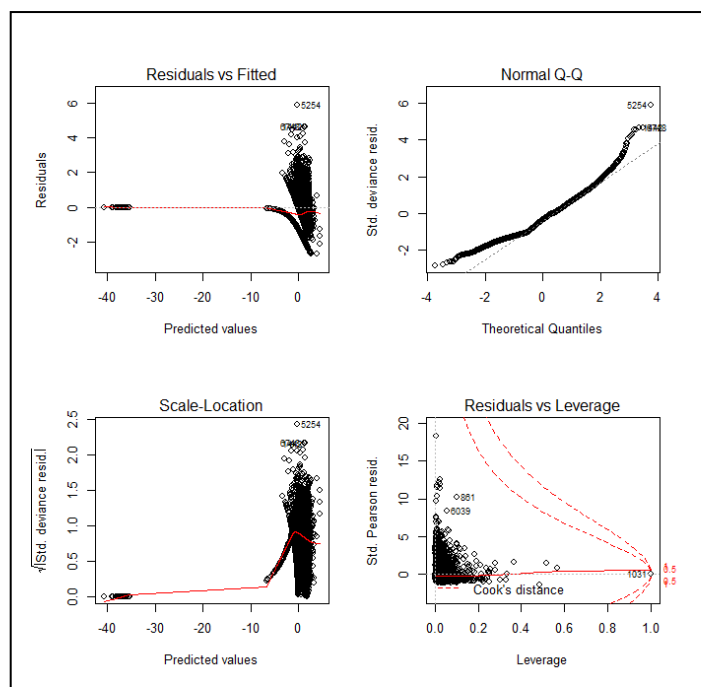 Residuals vs Fitted
5254
Residuals
6
4
2
0
-2
-40 -30 -20 -10 0
Predicted values
Normal Q-Q
5254
Std. deviance resid.
6
4
2
0
-2
-4 -2 0 2 4
Theoretical Quantiles
Scale-Location
5254
√|Std. deviance resid.|
2.5
2.0
1.5
1.0
0.5
0.0
-40 -30 -20 -10 0
Predicted values
Residuals vs Leverage
861
6039
1031
Std. Pearson resid.
20
15
10
5
0
1
0.5
0.5
1
Cook's distance
0.0 0.2 0.4 0.6 0.8 1.0
Leverage